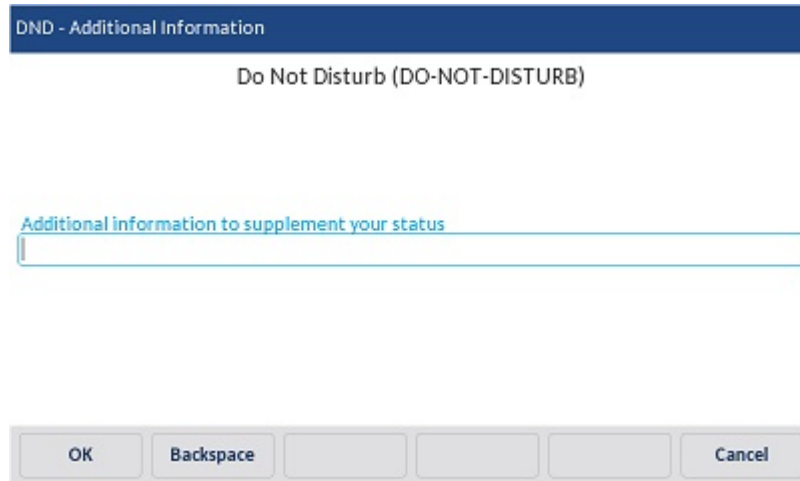 DND - Additional Information
Do Not Disturb (DO-NOT-DISTURB)
Additional information to supplement your status
OK Backspace Cancel